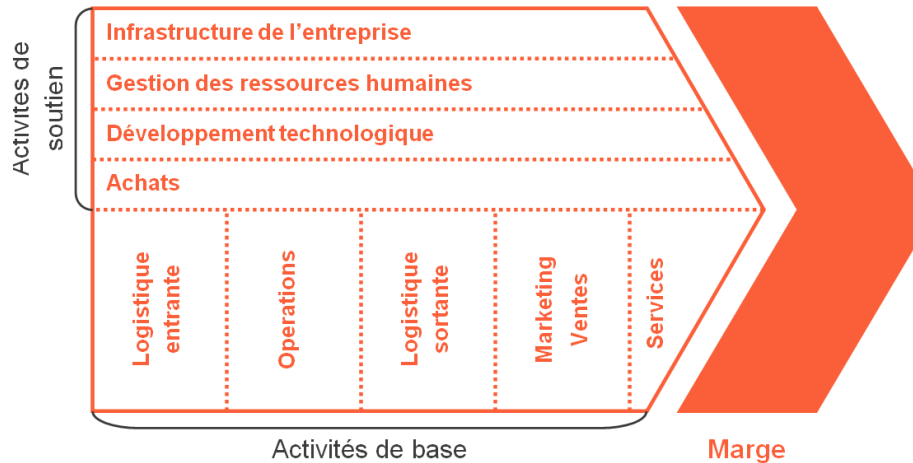 Activités de
soutien
Infrastructure de l’entreprise
Gestion des ressources humaines
Développement technologique
Achats
Logistique
entrante
Operations
Logistique
sortante
Marketing
Ventes
Services
Activités de base
Marge